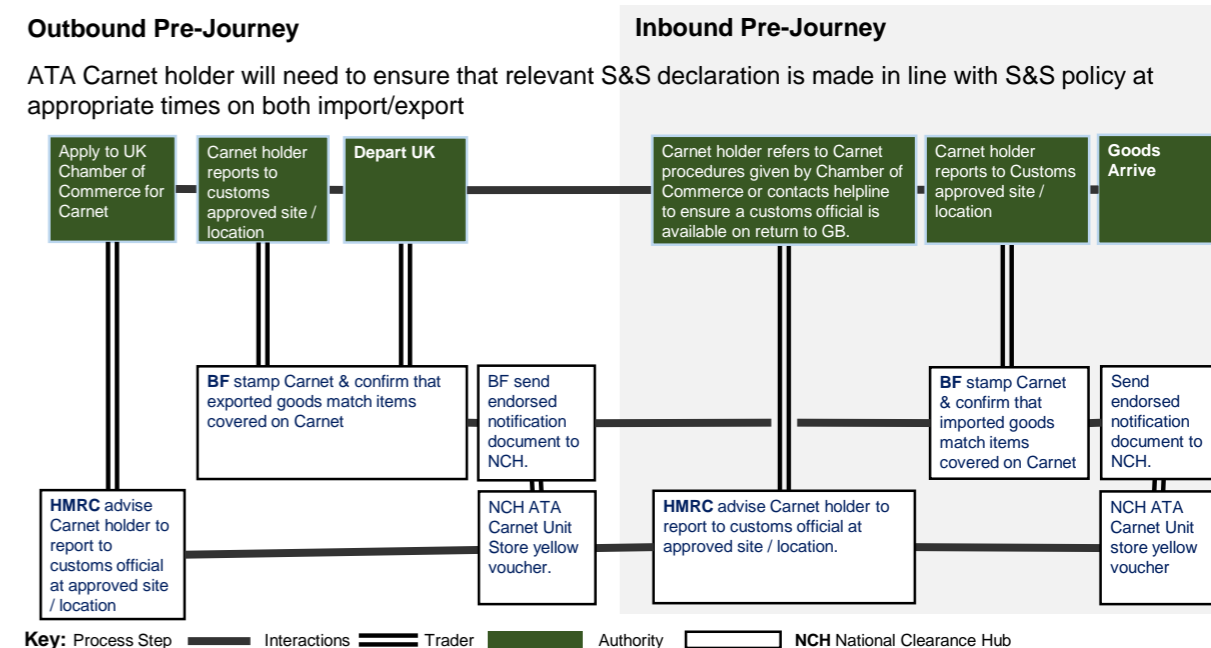 Outbound Pre-Journey
Inbound Pre-Journey
ATA Carnet holder will need to ensure that relevant S&S declaration is made in line with S&S policy at
appropriate times on both import/export
Apply to UK
Chamber of
Commerce for
Carnet
Carnet holder
reports to
customs
approved site /
location
Depart UK
Carnet holder refers to Carnet
procedures given by Chamber of
Commerce or contacts helpline
to ensure a customs official is
available on return to GB.
Carnet holder
reports to Customs
approved site /
location
Goods
Arrive
BF stamp Carnet & confirm that
exported goods match items
covered on Carnet
BF send
endorsed
notification
document to
NCH.
BF stamp Carnet
& confirm that
imported goods
match items
covered on Carnet
Send
endorsed
notification
document to
NCH.
HMRC advise
Carnet holder to
report to
customs official
at approved site
/ location
NCH ATA
Carnet Unit
Store yellow
voucher.
HMRC advise Carnet holder to
report to customs official at
approved site / location.
NCH ATA
Carnet Unit
store yellow
voucher
Key: Process Step Interactions Trader Authority NCH National Clearance Hub